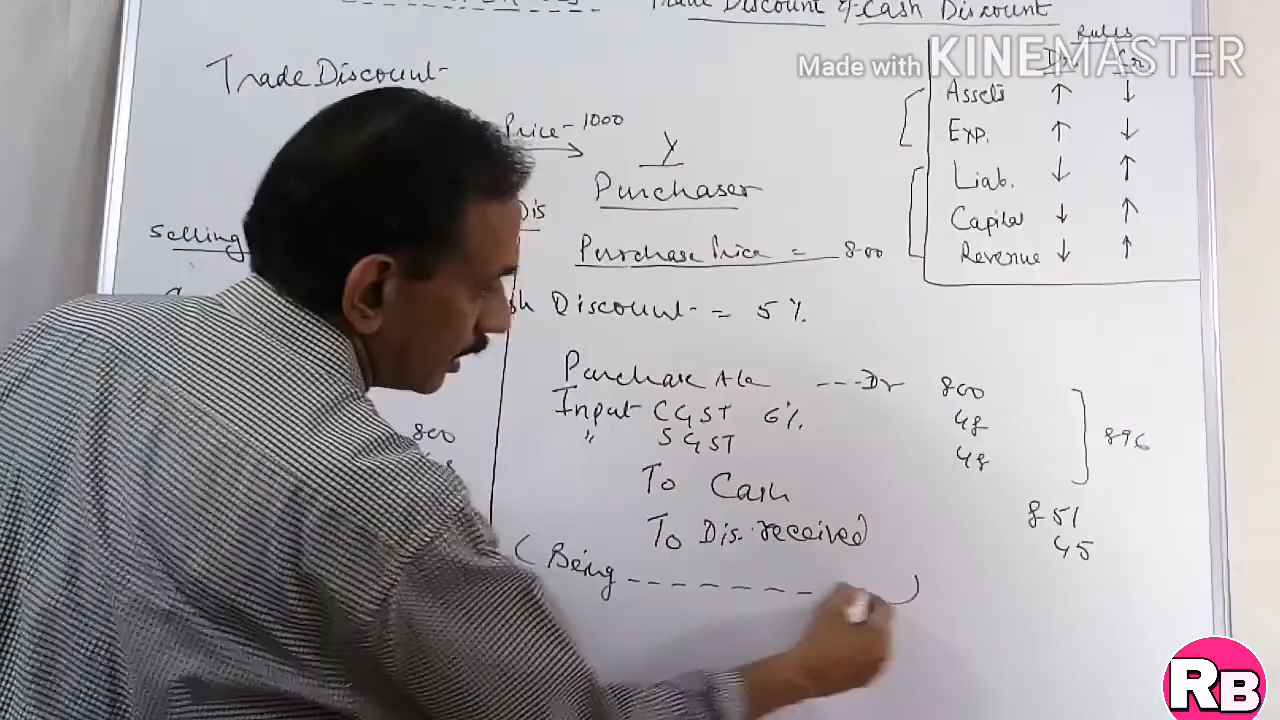 Trade Discount & Cash Discount
Made with KINEMASTER
Trade Discount-
Price - 1000
Y
Purchaser
Dis
Selling
Purchase Price = 800
Discount = 5 %
Purchase A/c ---Dr 800
Input CGST 6% 48
" SGST 48
896
To Cash 851
To Dis. received 45
( Being - - - - - - - )
800
Rules
Dr Cr
Assets ↑ ↓
Exp. ↑ ↓
Liab. ↓ ↑
Capital ↓ ↑
Revenue ↓ ↑
RB